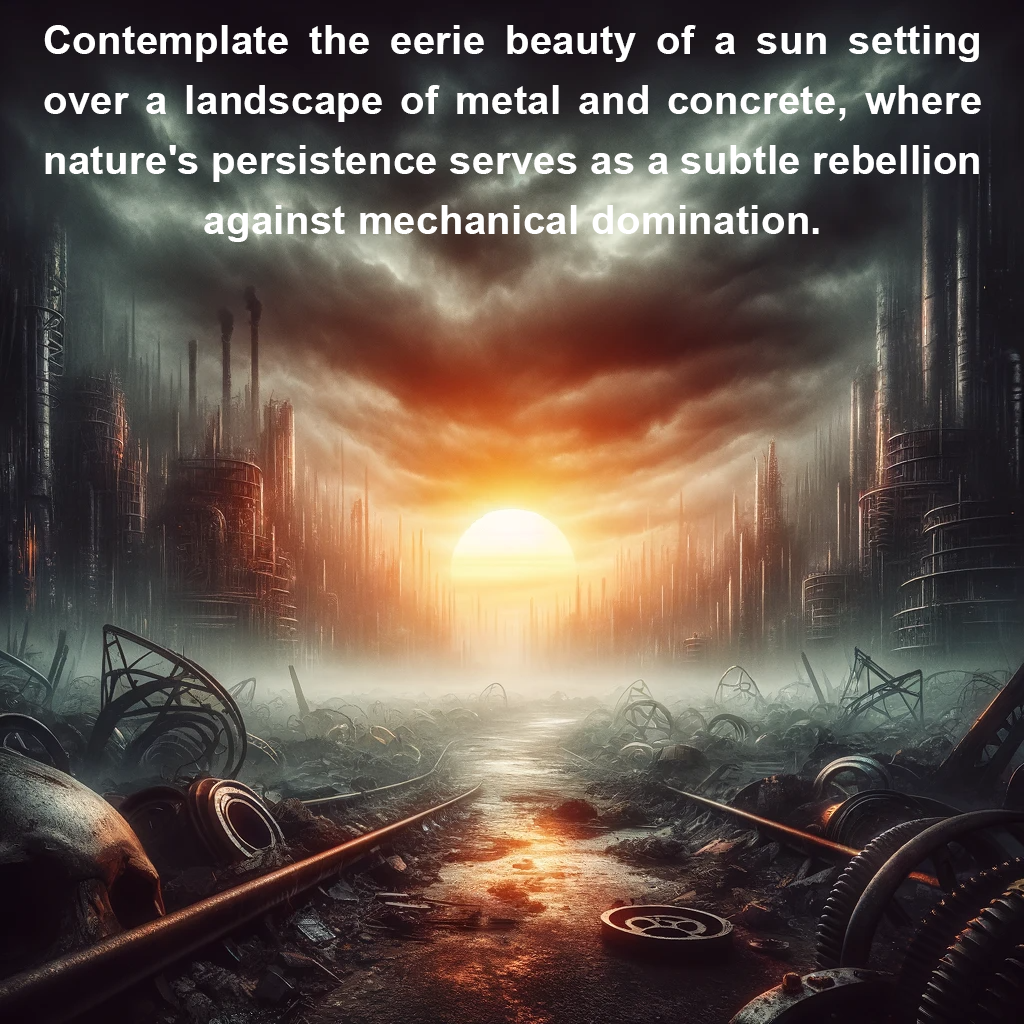 Contemplate the eerie beauty of a sun setting
over a landscape of metal and concrete, where
nature's persistence serves as a subtle rebellion
against mechanical domination.